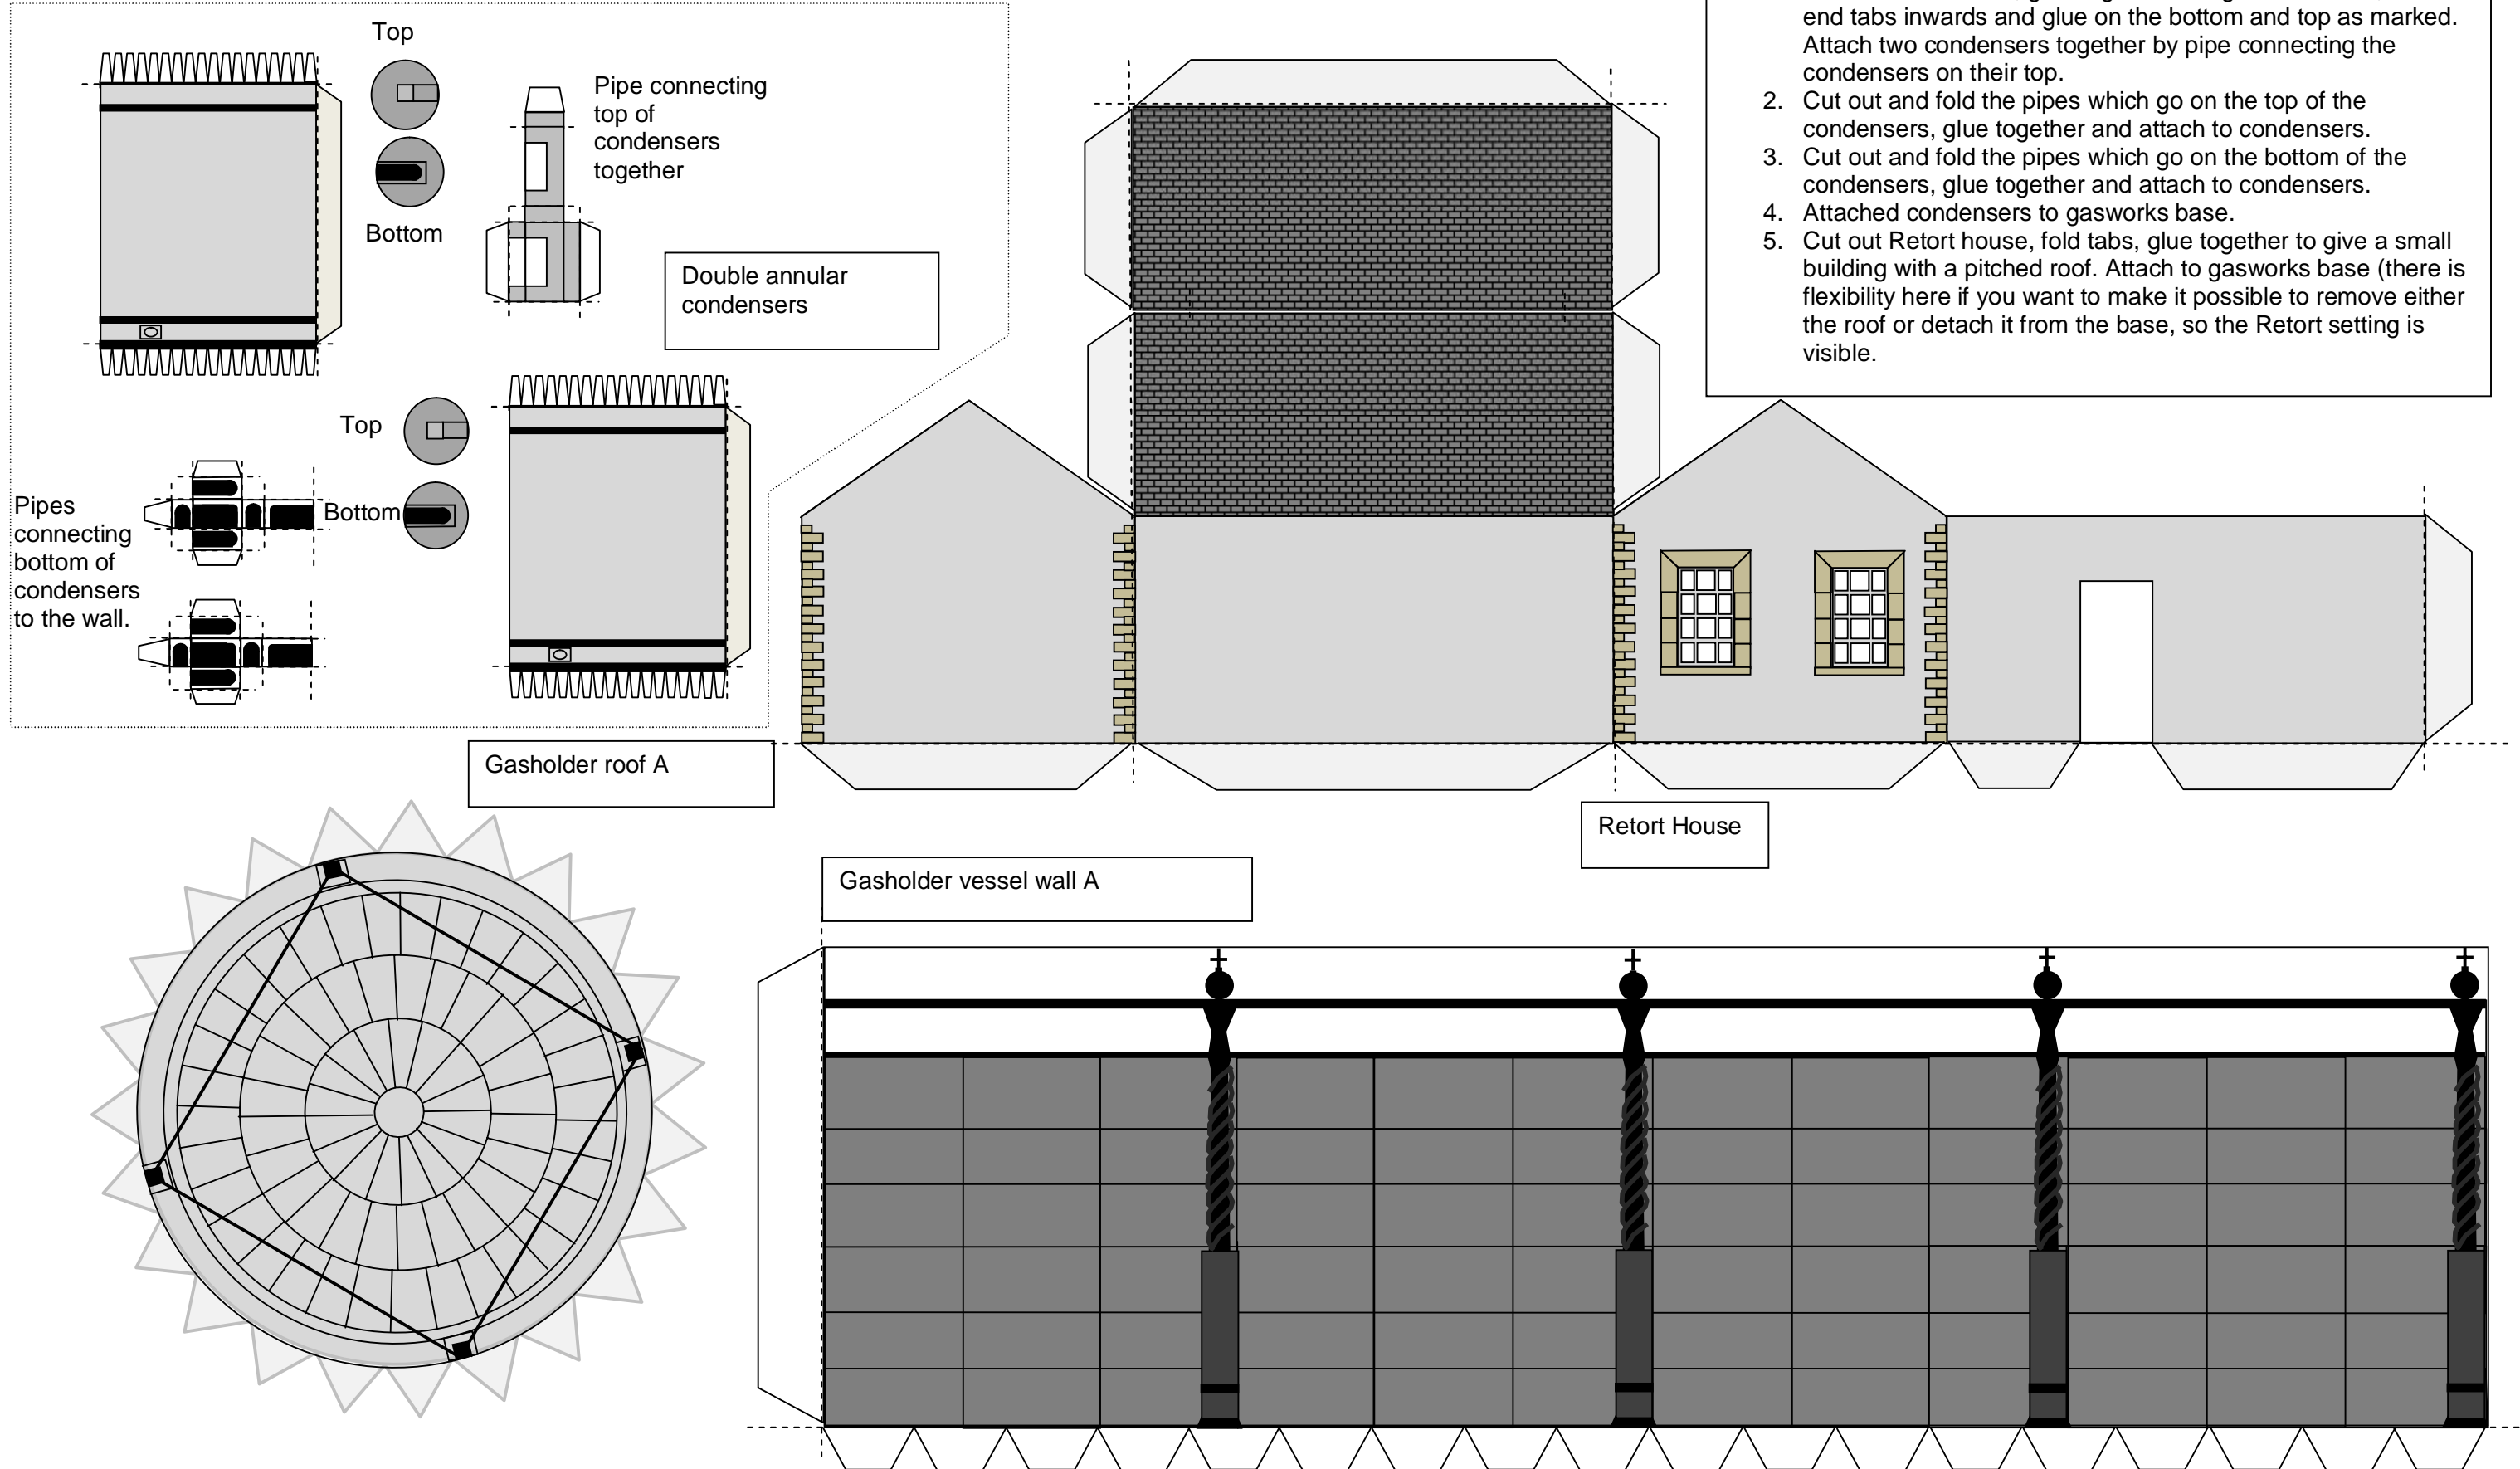 Top
Bottom
Pipe connecting
top of
condensers
together
Double annular
condensers
Top
Bottom
Pipes
connecting
bottom of
condensers
to the wall.
end tabs inwards and glue on the bottom and top as marked.
Attach two condensers together by pipe connecting the
condensers on their top.
2. Cut out and fold the pipes which go on the top of the
condensers, glue together and attach to condensers.
3. Cut out and fold the pipes which go on the bottom of the
condensers, glue together and attach to condensers.
4. Attached condensers to gasworks base.
5. Cut out Retort house, fold tabs, glue together to give a small
building with a pitched roof. Attach to gasworks base (there is
flexibility here if you want to make it possible to remove either
the roof or detach it from the base, so the Retort setting is
visible.
Gasholder roof A
Retort House
Gasholder vessel wall A